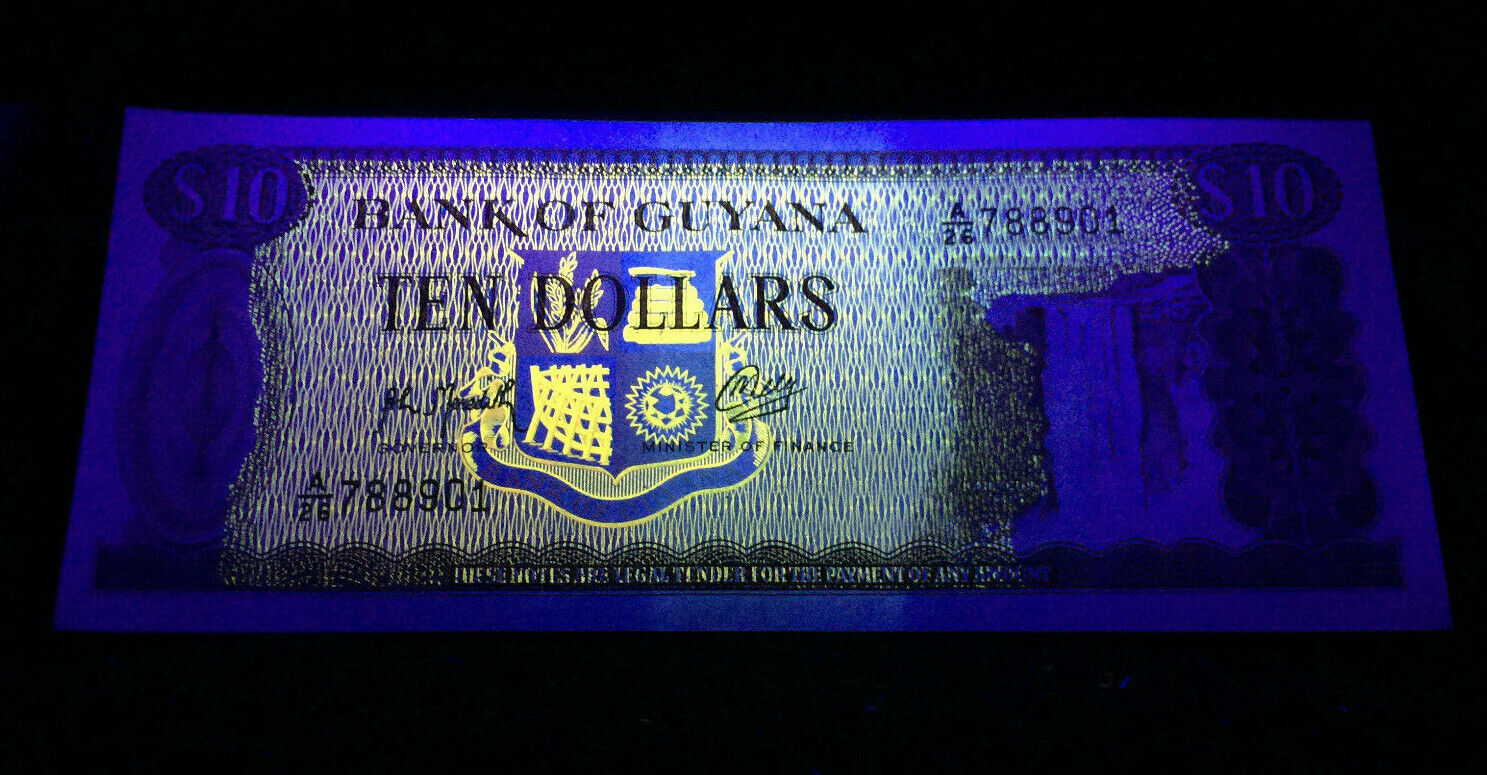 $10
BANK OF GUYANA
A/26 788901
$10
TEN DOLLARS
GOVERNOR
MINISTER OF FINANCE
A/26 788901
THESE NOTES ARE LEGAL TENDER FOR THE PAYMENT OF ANY AMOUNT